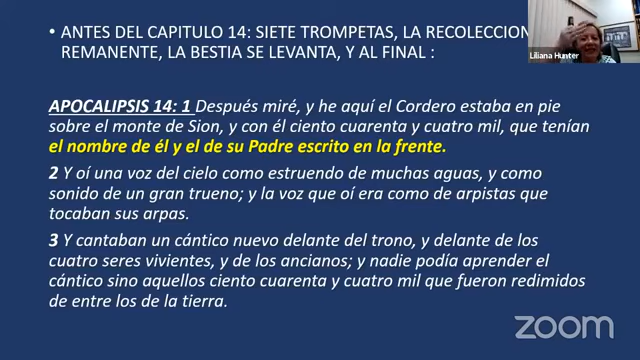 • ANTES DEL CAPITULO 14: SIETE TROMPETAS, LA RECOLECCION
REMANENTE, LA BESTIA SE LEVANTA, Y AL FINAL :
Liliana Hunter
APOCALIPSIS 14: 1 Después miré, y he aquí el Cordero estaba en pie
sobre el monte de Sion, y con él ciento cuarenta y cuatro mil, que tenían
el nombre de él y el de su Padre escrito en la frente.
2 Y oí una voz del cielo como estruendo de muchas aguas, y como
sonido de un gran trueno; y la voz que oí era como de arpistas que
tocaban sus arpas.
3 Y cantaban un cántico nuevo delante del trono, y delante de los
cuatro seres vivientes, y de los ancianos; y nadie podía aprender el
cántico sino aquellos ciento cuarenta y cuatro mil que fueron redimidos
de entre los de la tierra.
zoom